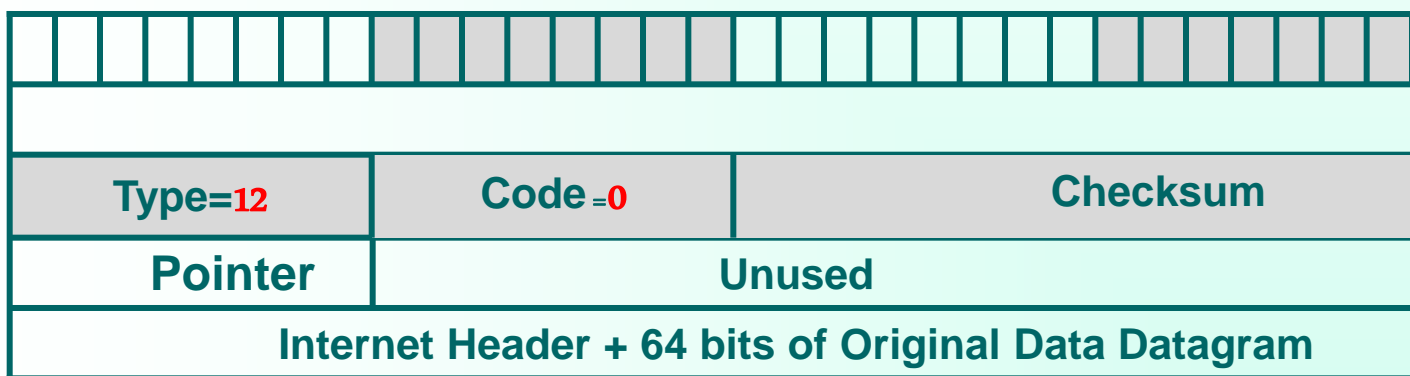 Type=12 Code =0 Checksum
Pointer Unused
Internet Header + 64 bits of Original Data Datagram